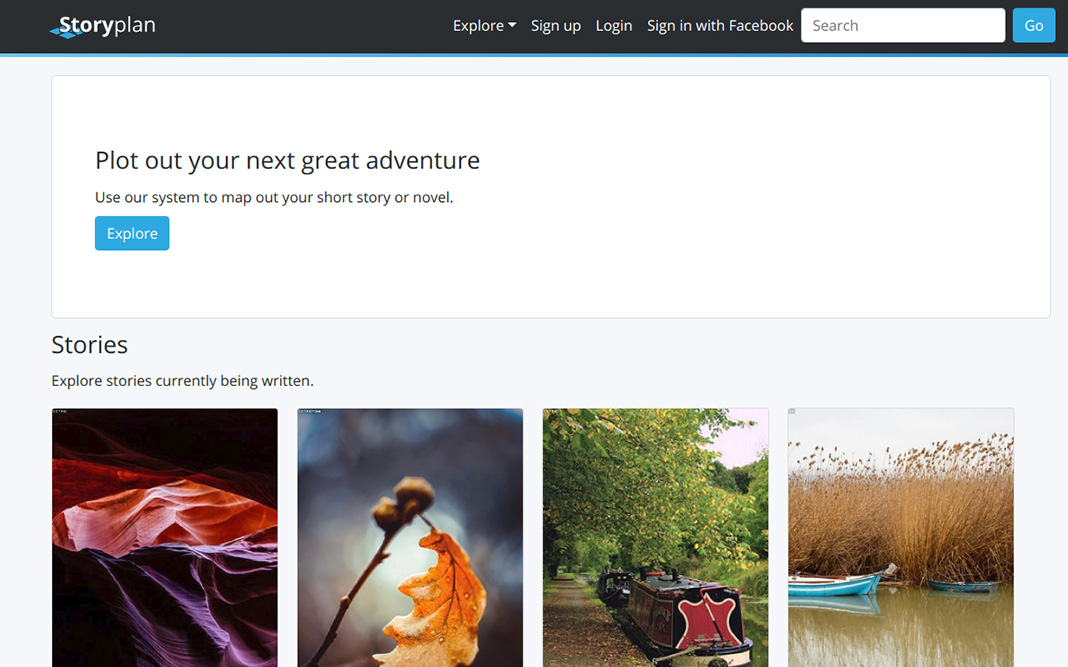 Storyplan
Explore Sign up Login Sign in with Facebook Search Go
Plot out your next great adventure
Use our system to map out your short story or novel.
Explore
Stories
Explore stories currently being written.